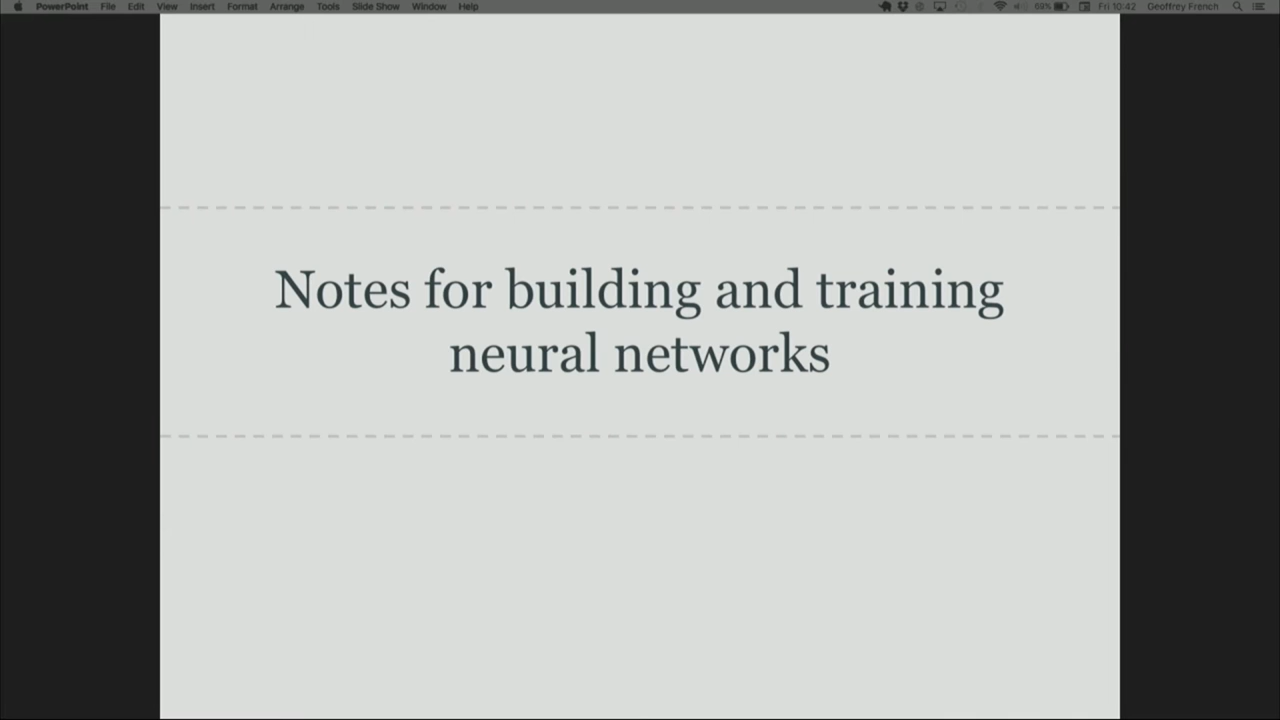 PowerPoint File Edit View Insert Format Arrange Tools Slide Show Window Help 69% Fri 10:42 Geoffrey French
Notes for building and training
neural networks